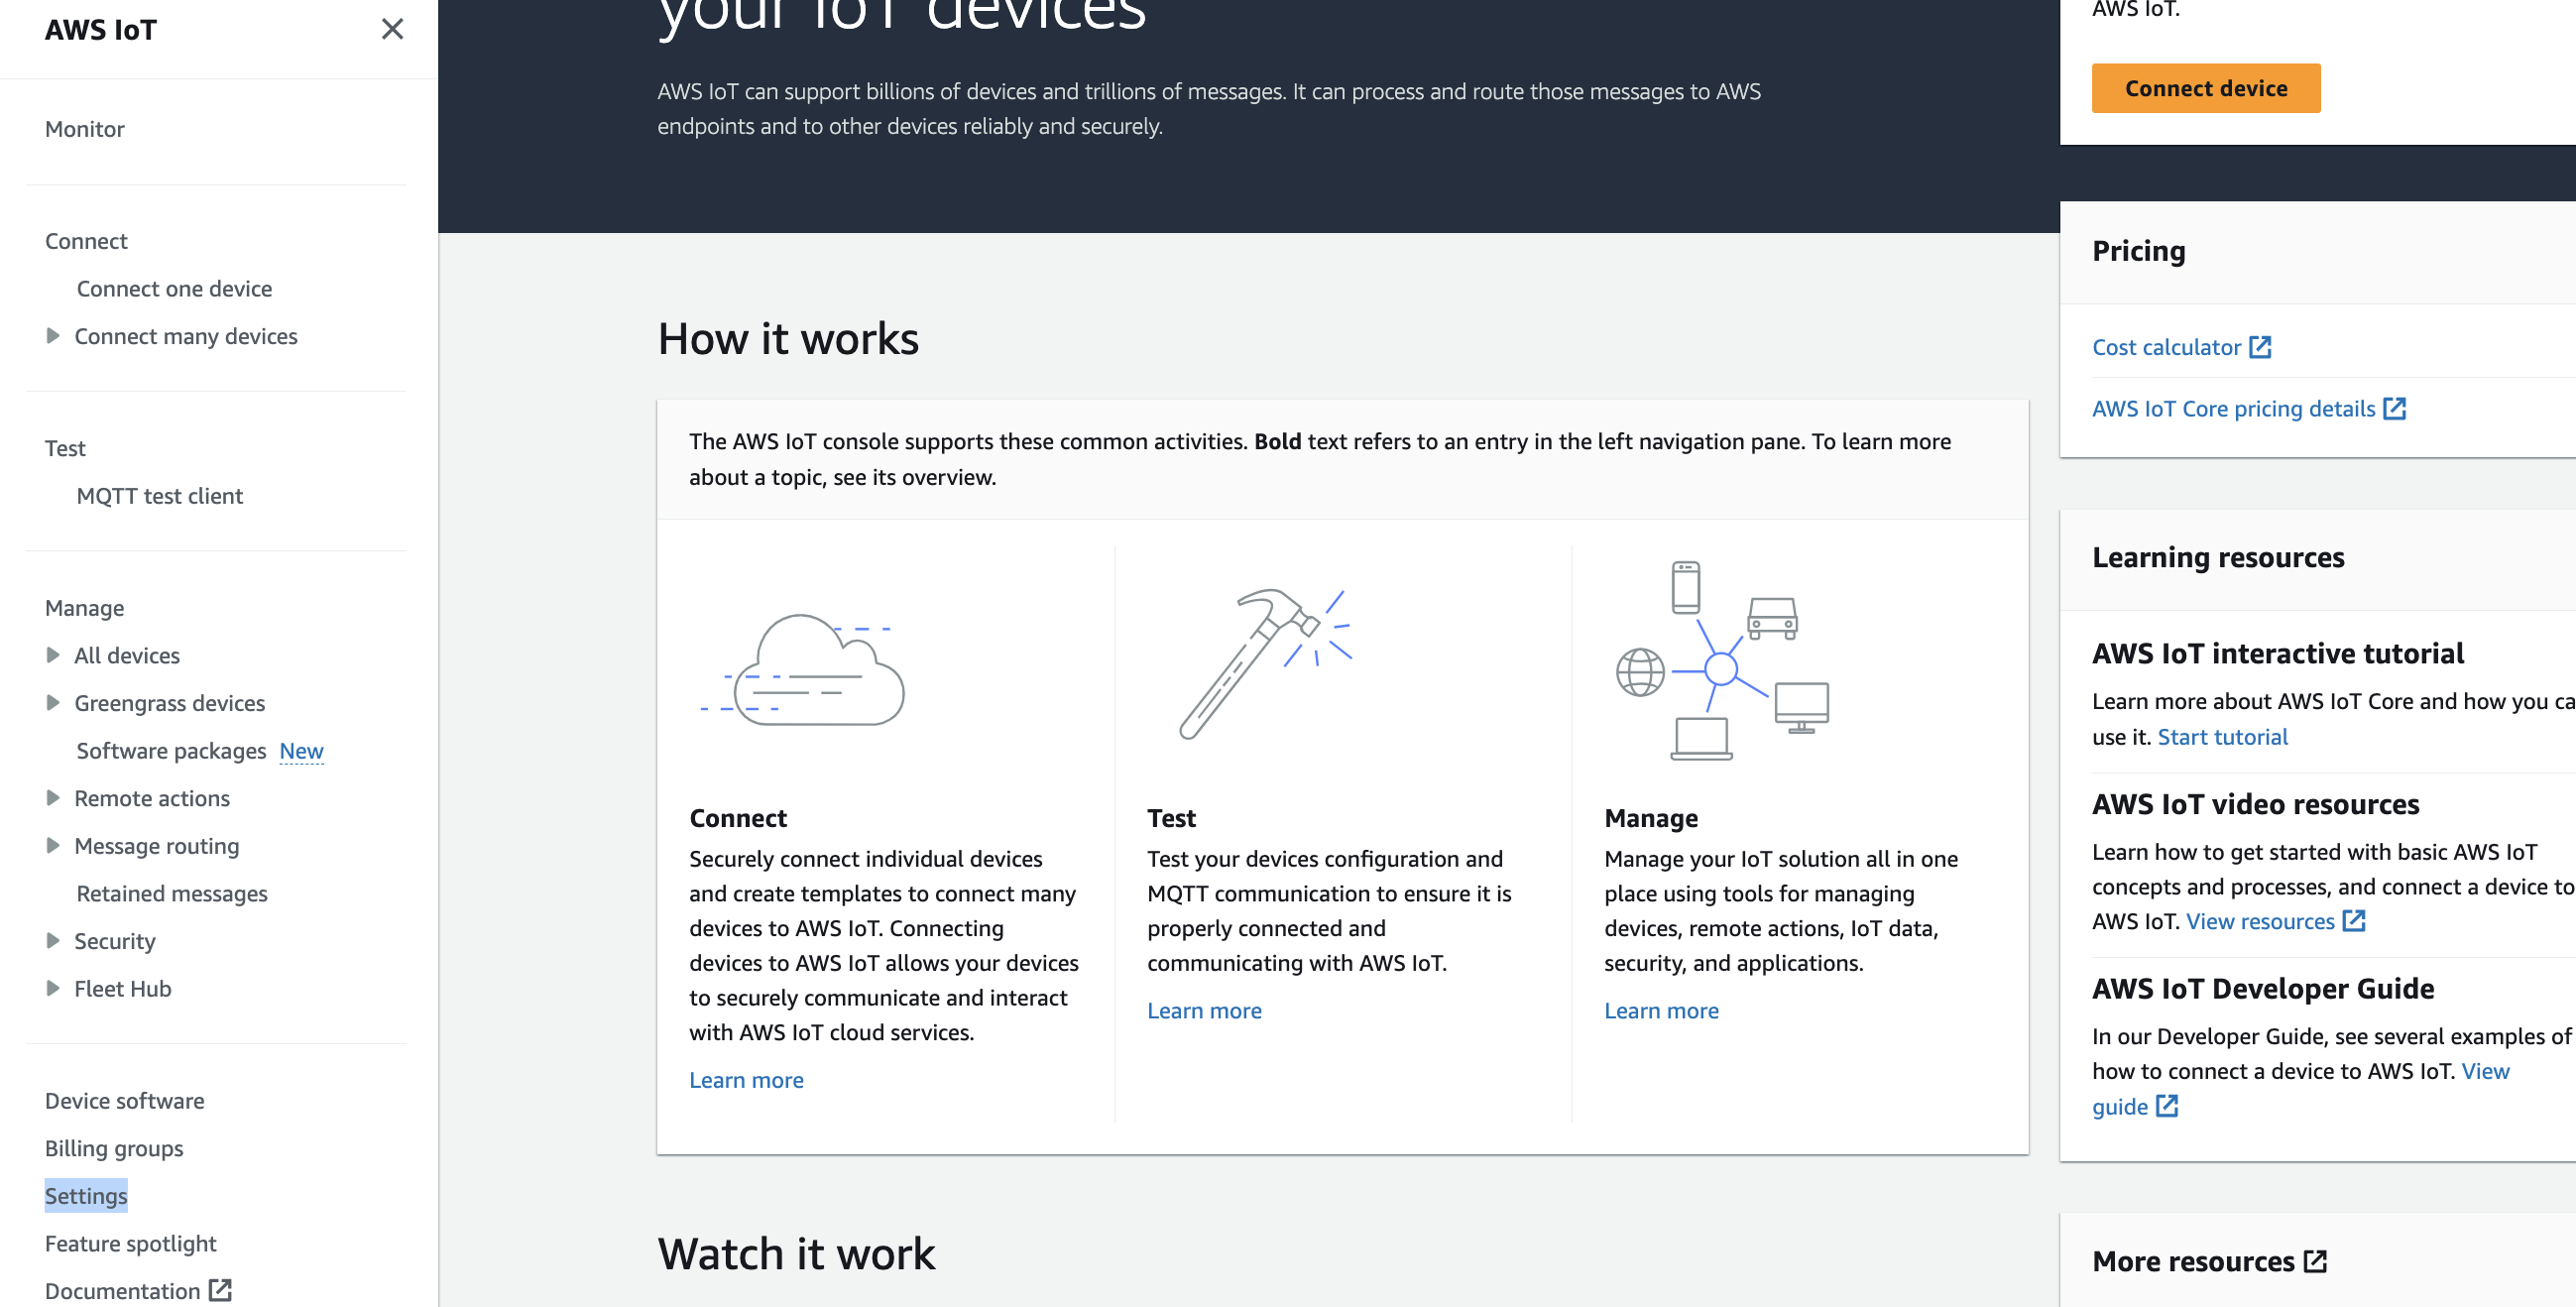 AWS IoT
Monitor
Connect
Connect one device
Connect many devices
Test
MQTT test client
Manage
All devices
Greengrass devices
Software packages New
Remote actions
Message routing
Retained messages
Security
Fleet Hub
Device software
Billing groups
Settings
Feature spotlight
Documentation
your IoT devices
AWS IoT can support billions of devices and trillions of messages. It can process and route those messages to AWS
endpoints and to other devices reliably and securely.
How it works
The AWS IoT console supports these common activities. Bold text refers to an entry in the left navigation pane. To learn more
about a topic, see its overview.
Connect
Securely connect individual devices
and create templates to connect many
devices to AWS IoT. Connecting
devices to AWS IoT allows your devices
to securely communicate and interact
with AWS IoT cloud services.
Learn more
Test
Test your devices configuration and
MQTT communication to ensure it is
properly connected and
communicating with AWS IoT.
Learn more
Manage
Manage your IoT solution all in one
place using tools for managing
devices, remote actions, IoT data,
security, and applications.
Learn more
Watch it work
AWS IoT.
Connect device
Pricing
Cost calculator
AWS IoT Core pricing details
Learning resources
AWS IoT interactive tutorial
Learn more about AWS IoT Core and how you ca
use it. Start tutorial
AWS IoT video resources
Learn how to get started with basic AWS IoT
concepts and processes, and connect a device to
AWS IoT. View resources
AWS IoT Developer Guide
In our Developer Guide, see several examples of
how to connect a device to AWS IoT. View
guide
More resources